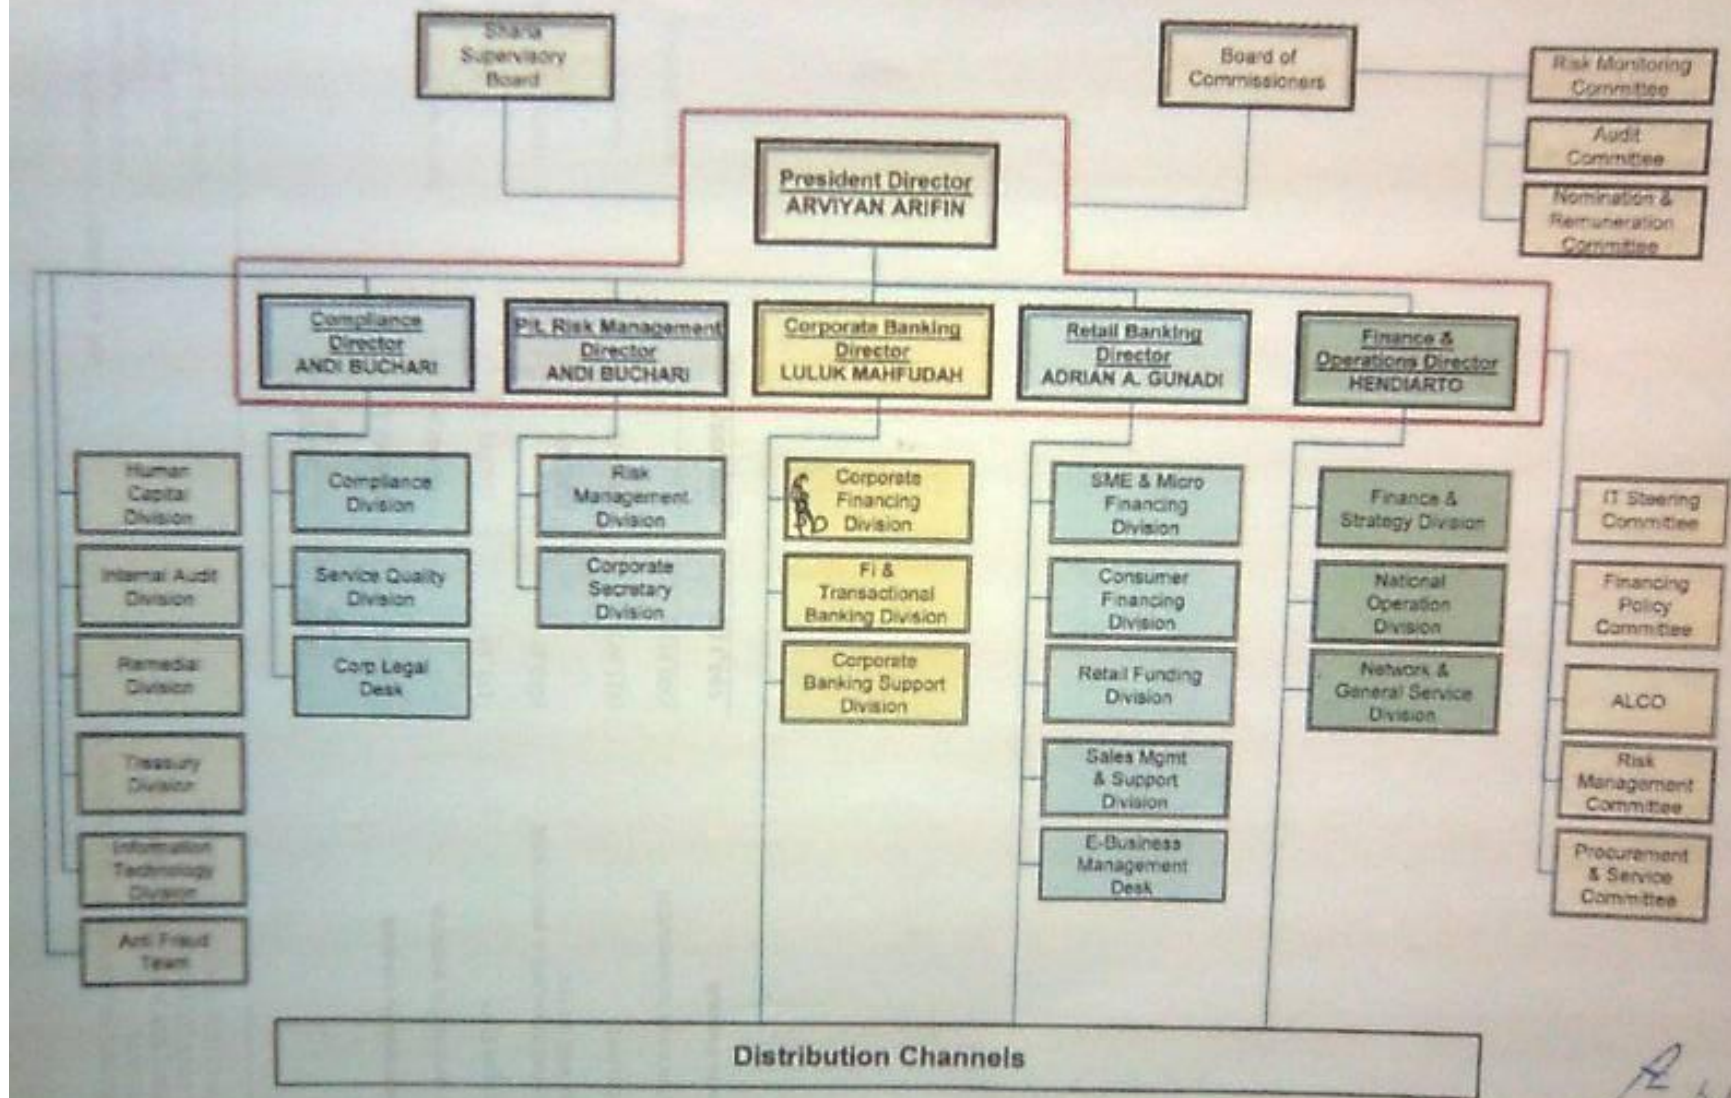 Sharia
Supervisory
Board
Board of
Commissioners
Risk Monitoring
Committee
Audit
Committee
Nomination &
Remuneration
Committee
President Director
ARVIYAN ARIFIN
Compliance
Director
ANDI BUCHARI
Plt. Risk Management
Director
ANDI BUCHARI
Corporate Banking
Director
LULUK MAHFUDAH
Retail Banking
Director
ADRIAN A. GUNADI
Finance &
Operations Director
HENDIARTO
Human
Capital
Division
Internal Audit
Division
Remedial
Division
Treasury
Division
Information
Technology
Division
Anti Fraud
Team
Compliance
Division
Service Quality
Division
Corp Legal
Desk
Risk
Management
Division
Corporate
Secretary
Division
Corporate
Financing
Division
Fi &
Transactional
Banking Division
Corporate
Banking Support
Division
SME & Micro
Financing
Division
Consumer
Financing
Division
Retail Funding
Division
Sales Mgmt
& Support
Division
E-Business
Management
Desk
Finance &
Strategy Division
National
Operation
Division
Network &
General Service
Division
IT Steering
Committee
Financing
Policy
Committee
ALCO
Risk
Management
Committee
Procurement
& Service
Committee
Distribution Channels